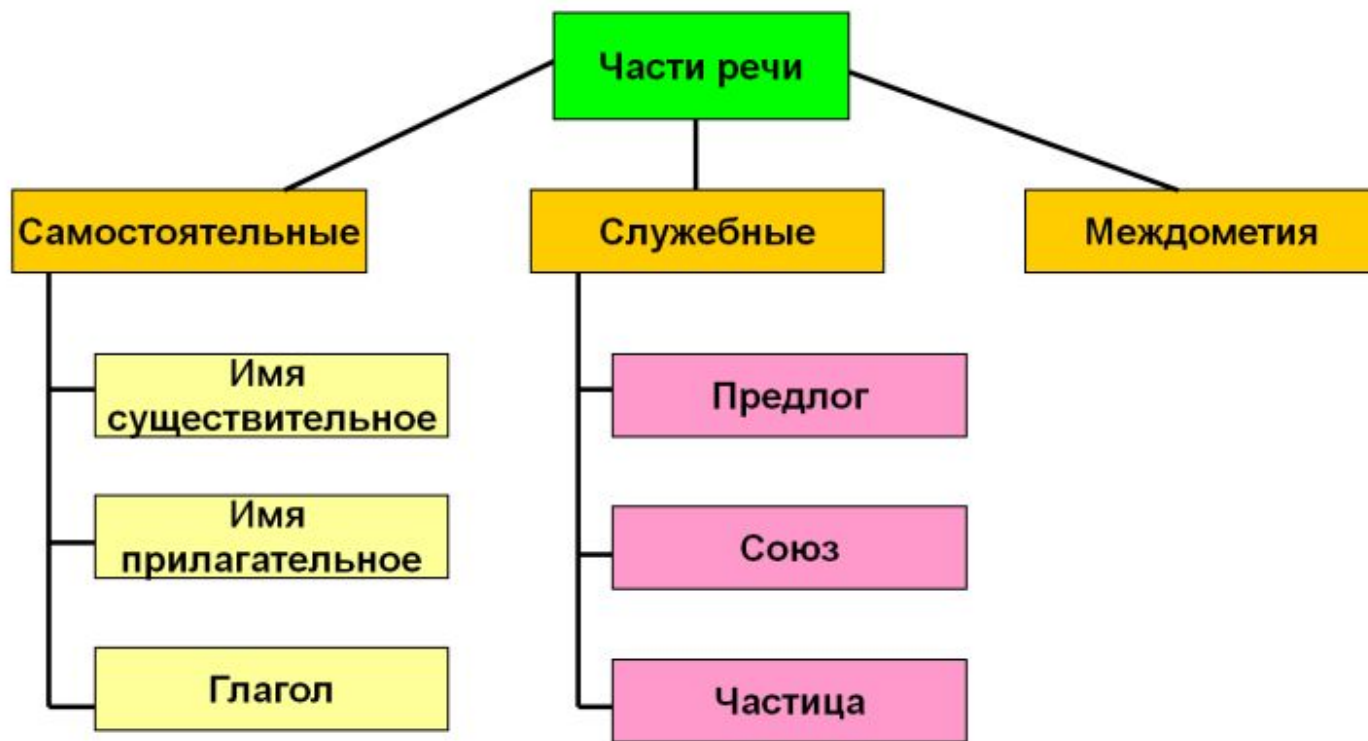 Части речи
Самостоятельные
Служебные
Междометия
Имя
существительное
Имя
прилагательное
Глагол
Предлог
Союз
Частица